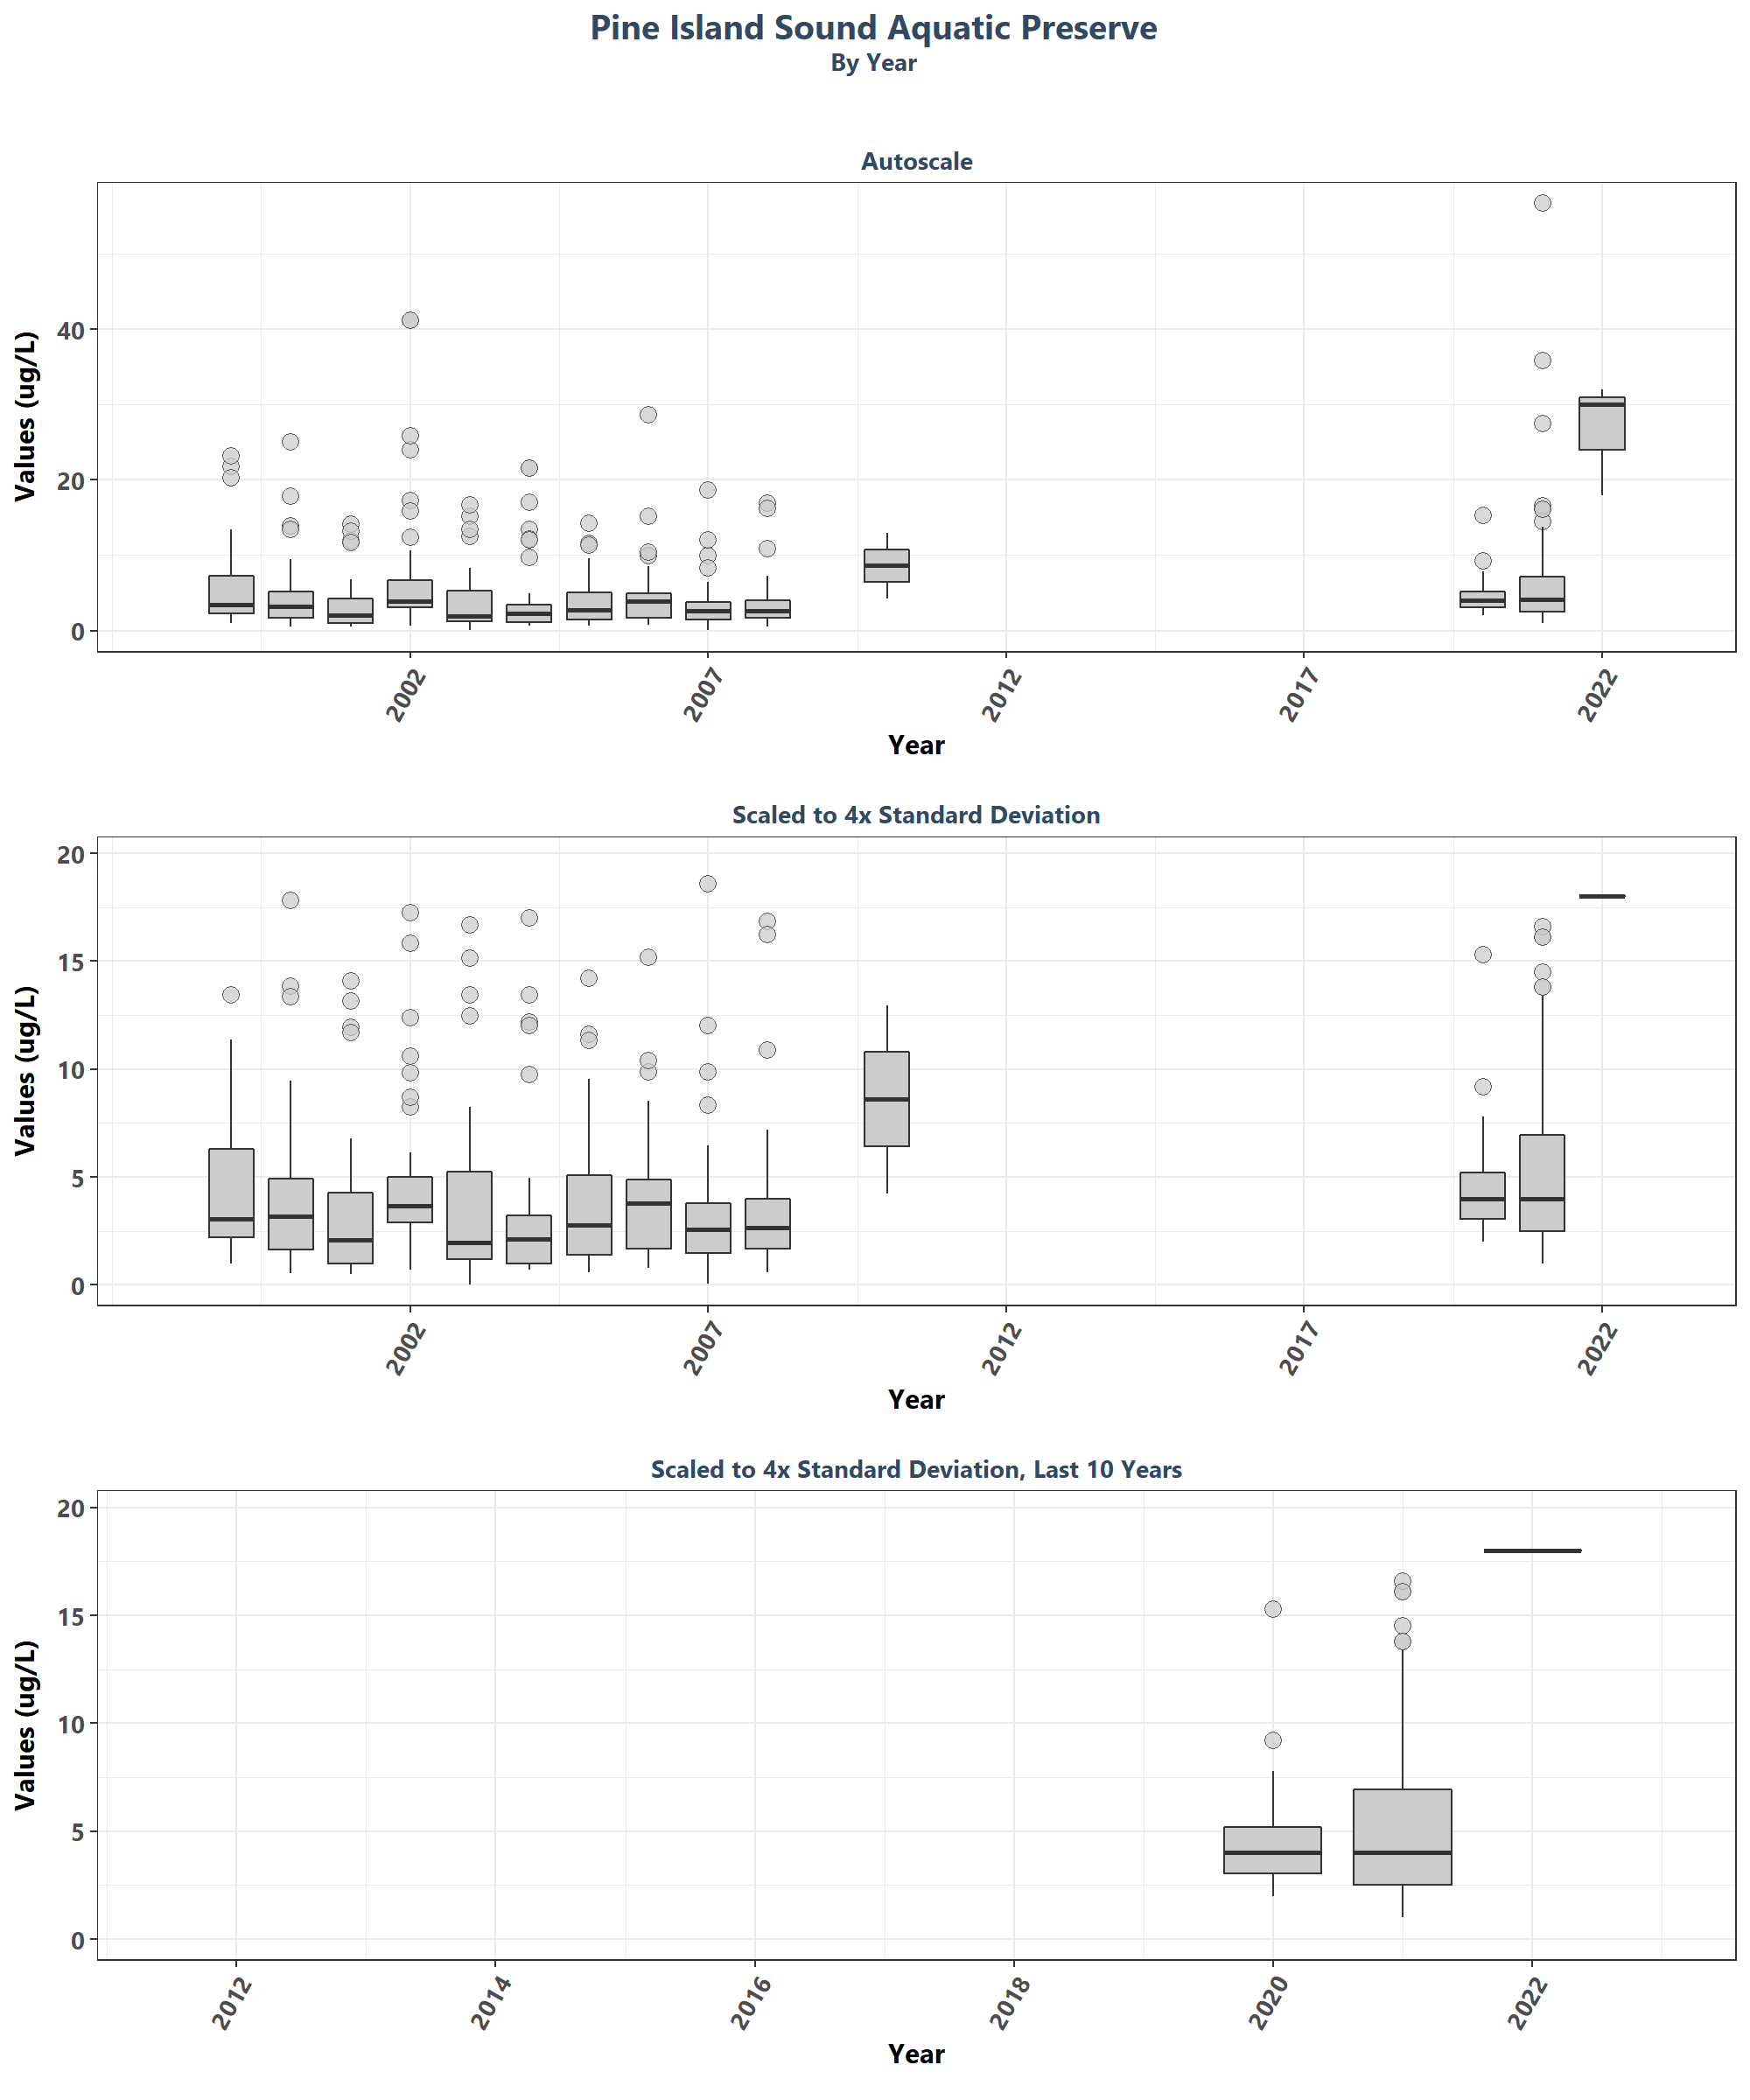 Pine Island Sound Aquatic Preserve
By Year
Autoscale
Values (ug/L)
40
20
0
2002
2007
2012
2017
2022
Year
Scaled to 4x Standard Deviation
Values (ug/L)
20
15
10
5
0
2002
2007
2012
2017
2022
Year
Scaled to 4x Standard Deviation, Last 10 Years
Values (ug/L)
20
15
10
5
0
2012
2014
2016
2018
2020
2022
Year